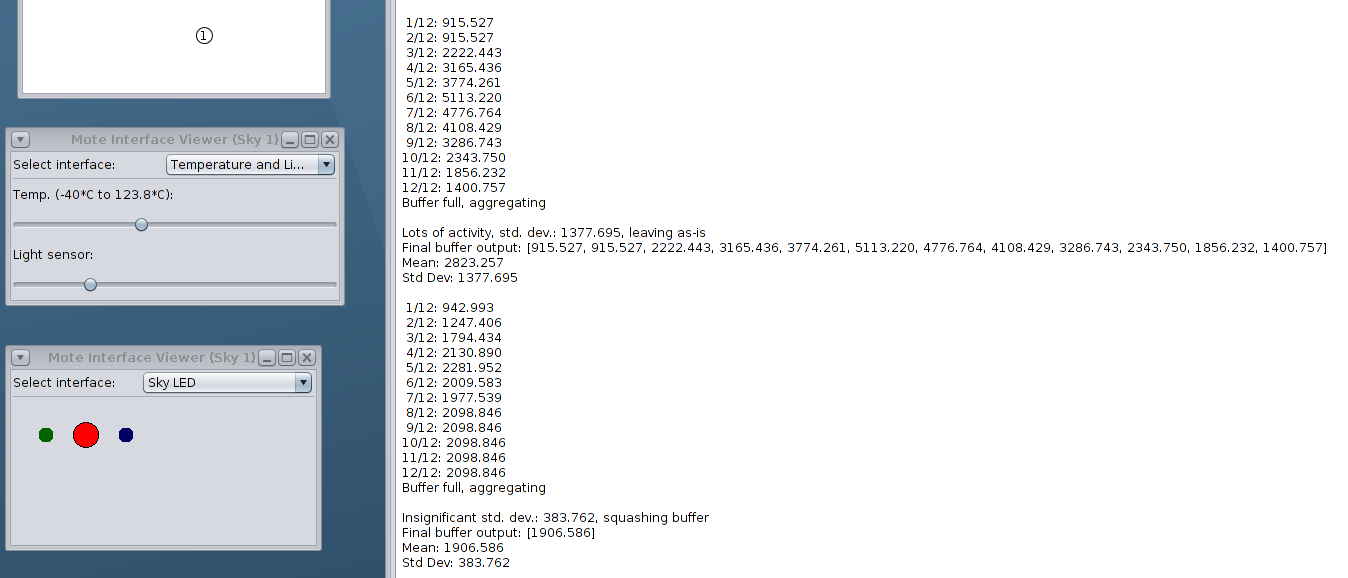 ①
Mote Interface Viewer (Sky 1)
Select interface: Temperature and Li...
Temp. (-40*C to 123.8*C):
Light sensor:
Mote Interface Viewer (Sky 1)
Select interface: Sky LED
1/12: 915.527
2/12: 915.527
3/12: 2222.443
4/12: 3165.436
5/12: 3774.261
6/12: 5113.220
7/12: 4776.764
8/12: 4108.429
9/12: 3286.743
10/12: 2343.750
11/12: 1856.232
12/12: 1400.757
Buffer full, aggregating
Lots of activity, std. dev.: 1377.695, leaving as-is
Final buffer output: [915.527, 915.527, 2222.443, 3165.436, 3774.261, 5113.220, 4776.764, 4108.429, 3286.743, 2343.750, 1856.232, 1400.757]
Mean: 2823.257
Std Dev: 1377.695
1/12: 942.993
2/12: 1247.406
3/12: 1794.434
4/12: 2130.890
5/12: 2281.952
6/12: 2009.583
7/12: 1977.539
8/12: 2098.846
9/12: 2098.846
10/12: 2098.846
11/12: 2098.846
12/12: 2098.846
Buffer full, aggregating
Insignificant std. dev.: 383.762, squashing buffer
Final buffer output: [1906.586]
Mean: 1906.586
Std Dev: 383.762